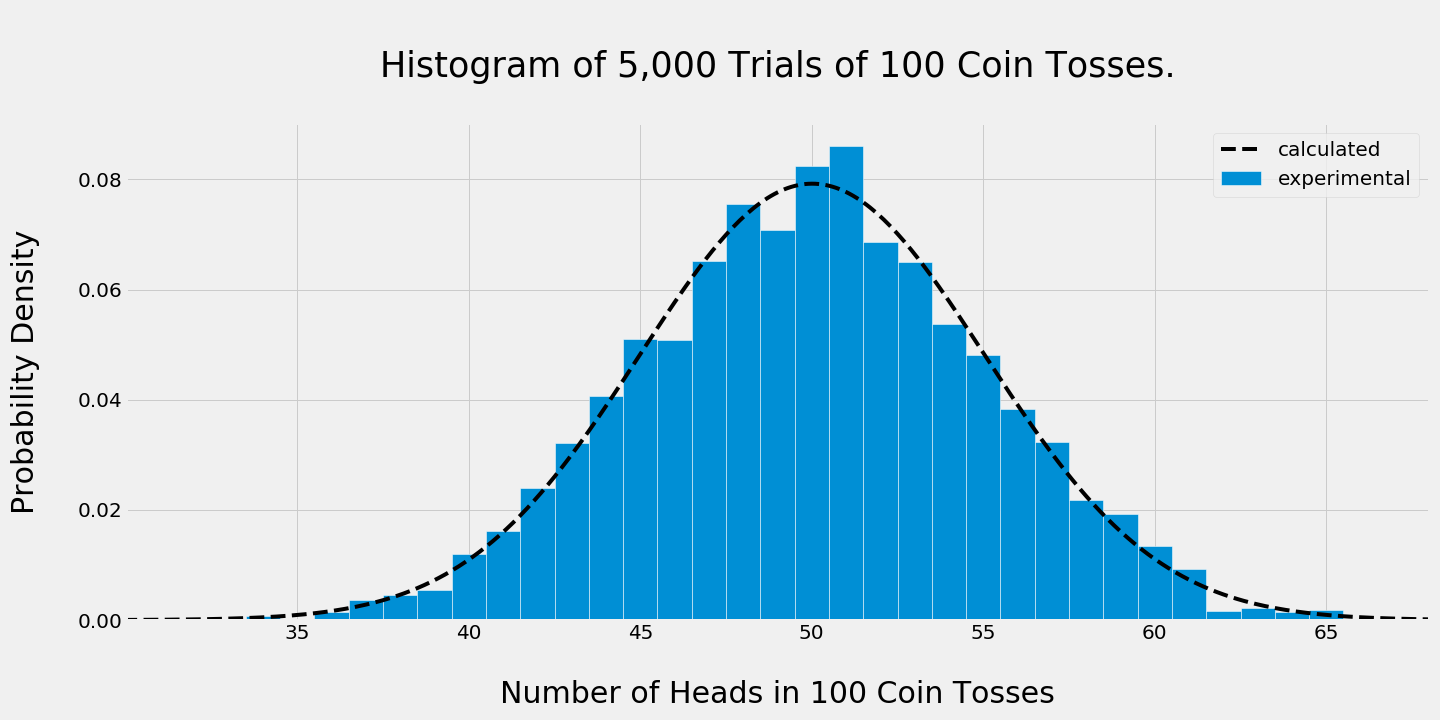 Histogram of 5,000 Trials of 100 Coin Tosses.
calculated
experimental
Probability Density
0.08
0.06
0.04
0.02
0.00
35 40 45 50 55 60 65
Number of Heads in 100 Coin Tosses